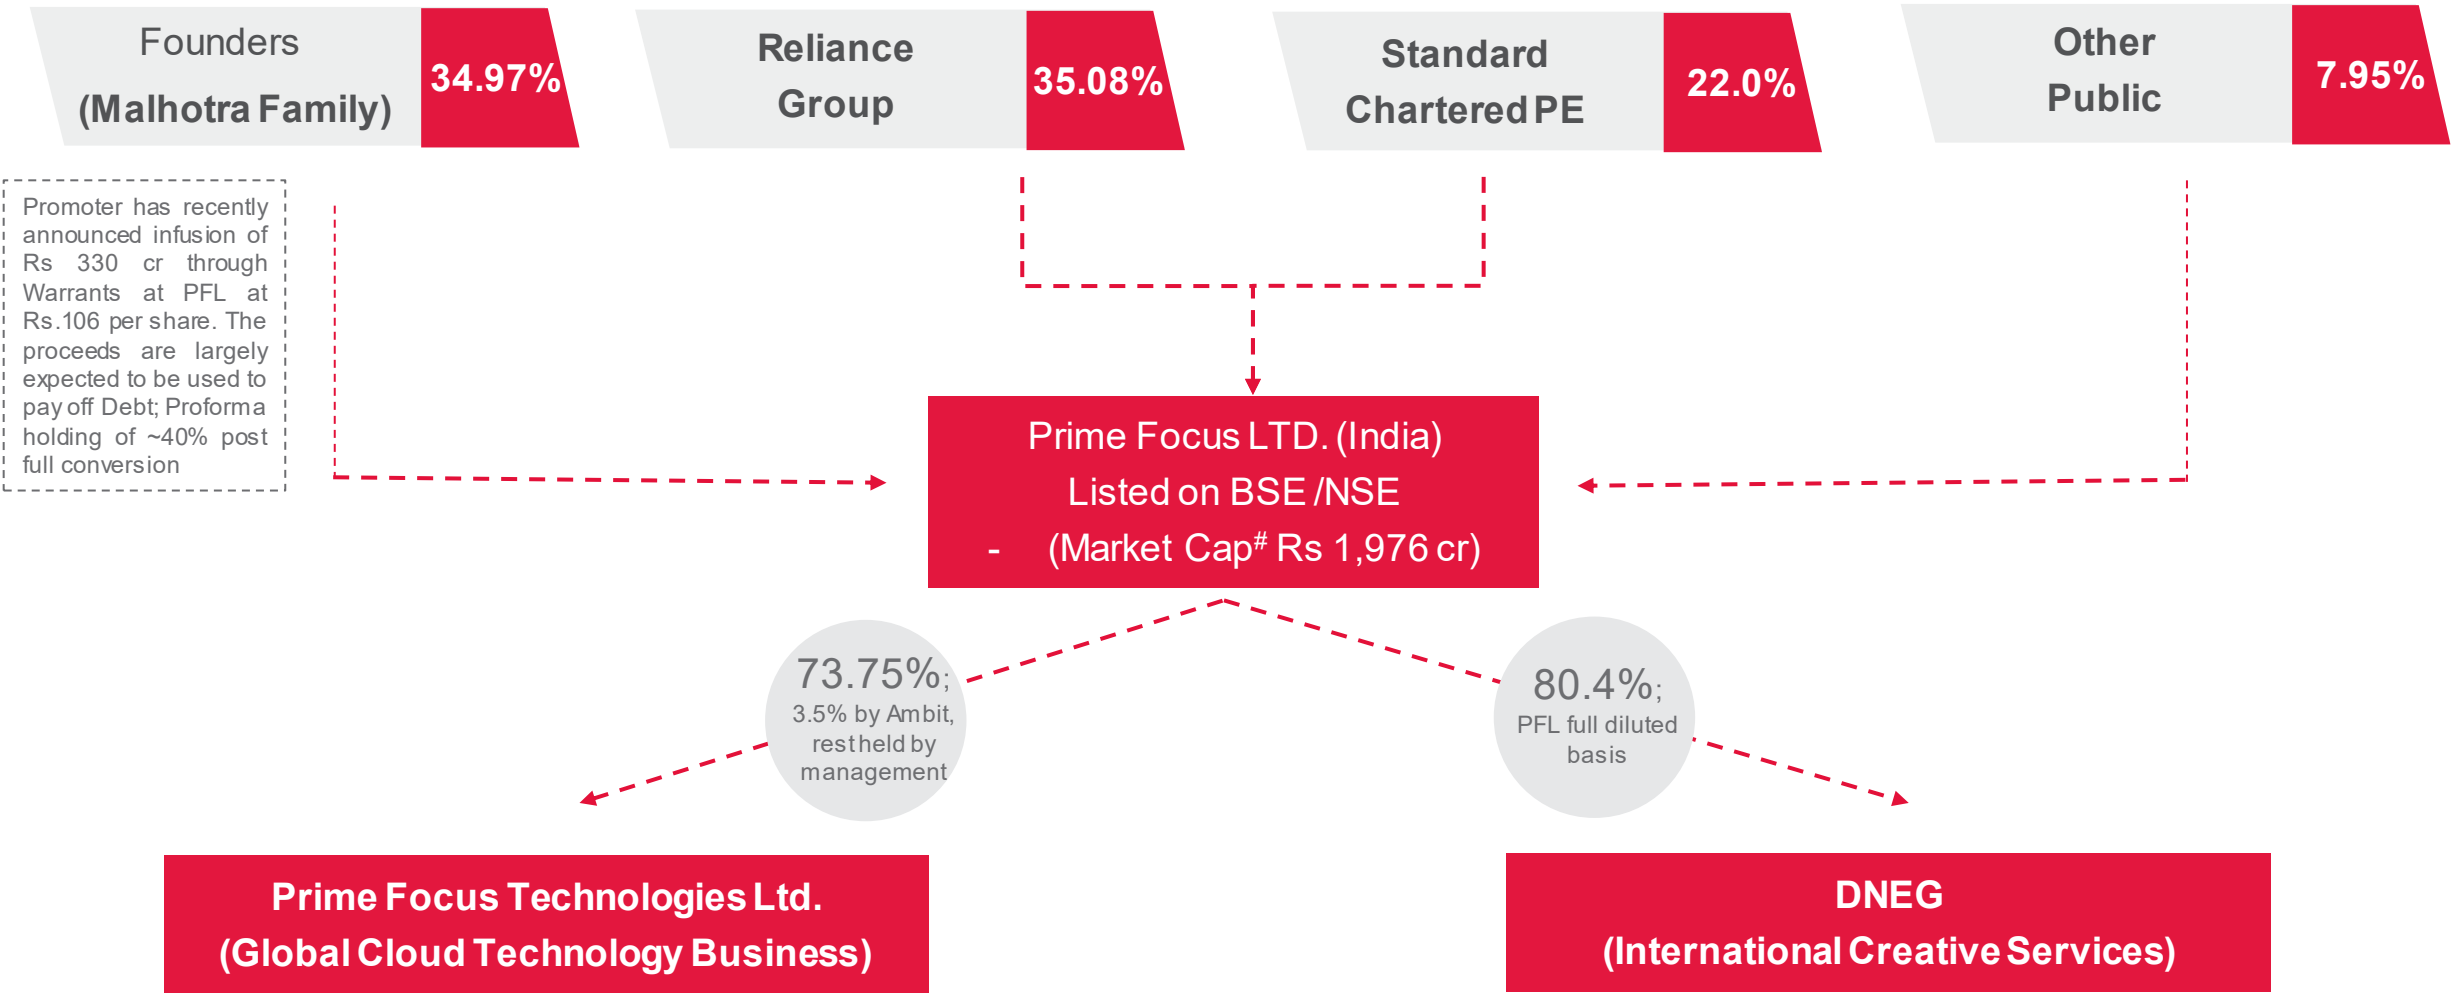 Founders
(Malhotra Family)
34.97%
Reliance
Group
35.08%
Standard
Chartered PE
22.0%
Other
Public
7.95%
Promoter has recently
announced infusion of
Rs 330 cr through
Warrants at PFL at
Rs.106 per share. The
proceeds are largely
expected to be used to
pay off Debt; Proforma
holding of ~40% post
full conversion
Prime Focus LTD. (India)
Listed on BSE /NSE
- (Market Cap# Rs 1,976 cr)
73.75%;
3.5% by Ambit,
rest held by
management
80.4%;
PFL full diluted
basis
Prime Focus Technologies Ltd.
(Global Cloud Technology Business)
DNEG
(International Creative Services)